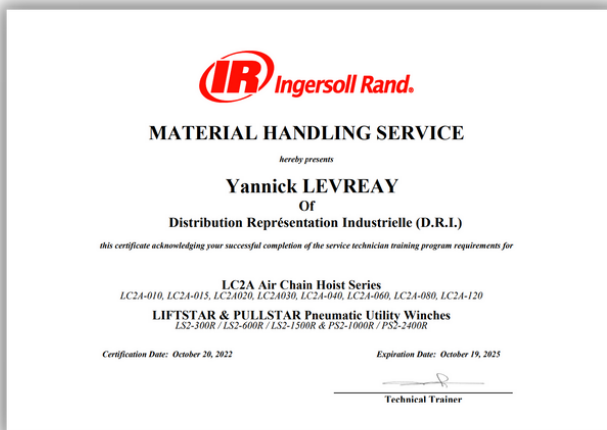 IR Ingersoll Rand.
MATERIAL HANDLING SERVICE
hereby presents
Yannick LEVREAY
Of
Distribution Représentation Industrielle (D.R.I.)
this certificate acknowledging your successful completion of the service technician training program requirements for
LC2A Air Chain Hoist Series
LC2A-010, LC2A-015, LC2A020, LC2A030, LC2A-040, LC2A-060, LC2A-080, LC2A-120
LIFTSTAR & PULLSTAR Pneumatic Utility Winches
LS2-300R / LS2-600R / LS2-1500R & PS2-1000R / PS2-2400R
Certification Date: October 20, 2022
Expiration Date: October 19, 2025
Technical Trainer